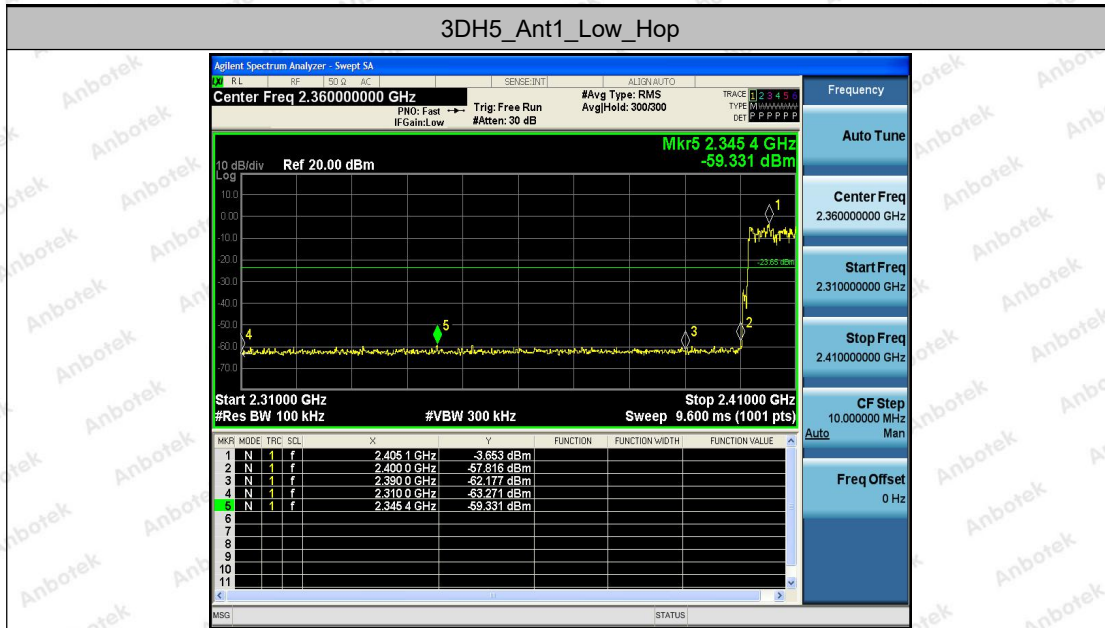 3DH5_Ant1_Low_Hop
Agilent Spectrum Analyzer - Swept SA
RL RF 50 Ω AC SENSE:INT ALIGN AUTO
Center Freq 2.360000000 GHz
PNO: Fast
IFGain:Low
Trig: Free Run
#Atten: 30 dB
#Avg Type: RMS
Avg|Hold: 300/300
TRACE 1 2 3 4 5 6
TYPE M
DET P P P P P P
Mkr5 2.345 4 GHz
-59.331 dBm
10 dB/div Ref 20.00 dBm
Log
10.0
0.00
-10.0
-20.0
-30.0
-40.0
-50.0
-60.0
-70.0
-23.65 dBm
1
2
3
4
5
Start 2.31000 GHz Stop 2.41000 GHz
#Res BW 100 kHz #VBW 300 kHz Sweep 9.600 ms (1001 pts)
MKR MODE TRC SCL X Y FUNCTION FUNCTION WIDTH FUNCTION VALUE
1 N 1 f 2.405 1 GHz -3.653 dBm
2 N 1 f 2.400 0 GHz -57.816 dBm
3 N 1 f 2.390 0 GHz -62.177 dBm
4 N 1 f 2.310 0 GHz -63.271 dBm
5 N 1 f 2.345 4 GHz -59.331 dBm
6
7
8
9
10
11
MSG STATUS
Frequency
Auto Tune
Center Freq
2.360000000 GHz
Start Freq
2.310000000 GHz
Stop Freq
2.410000000 GHz
CF Step
10.000000 MHz
Auto Man
Freq Offset
0 Hz
Anbotek